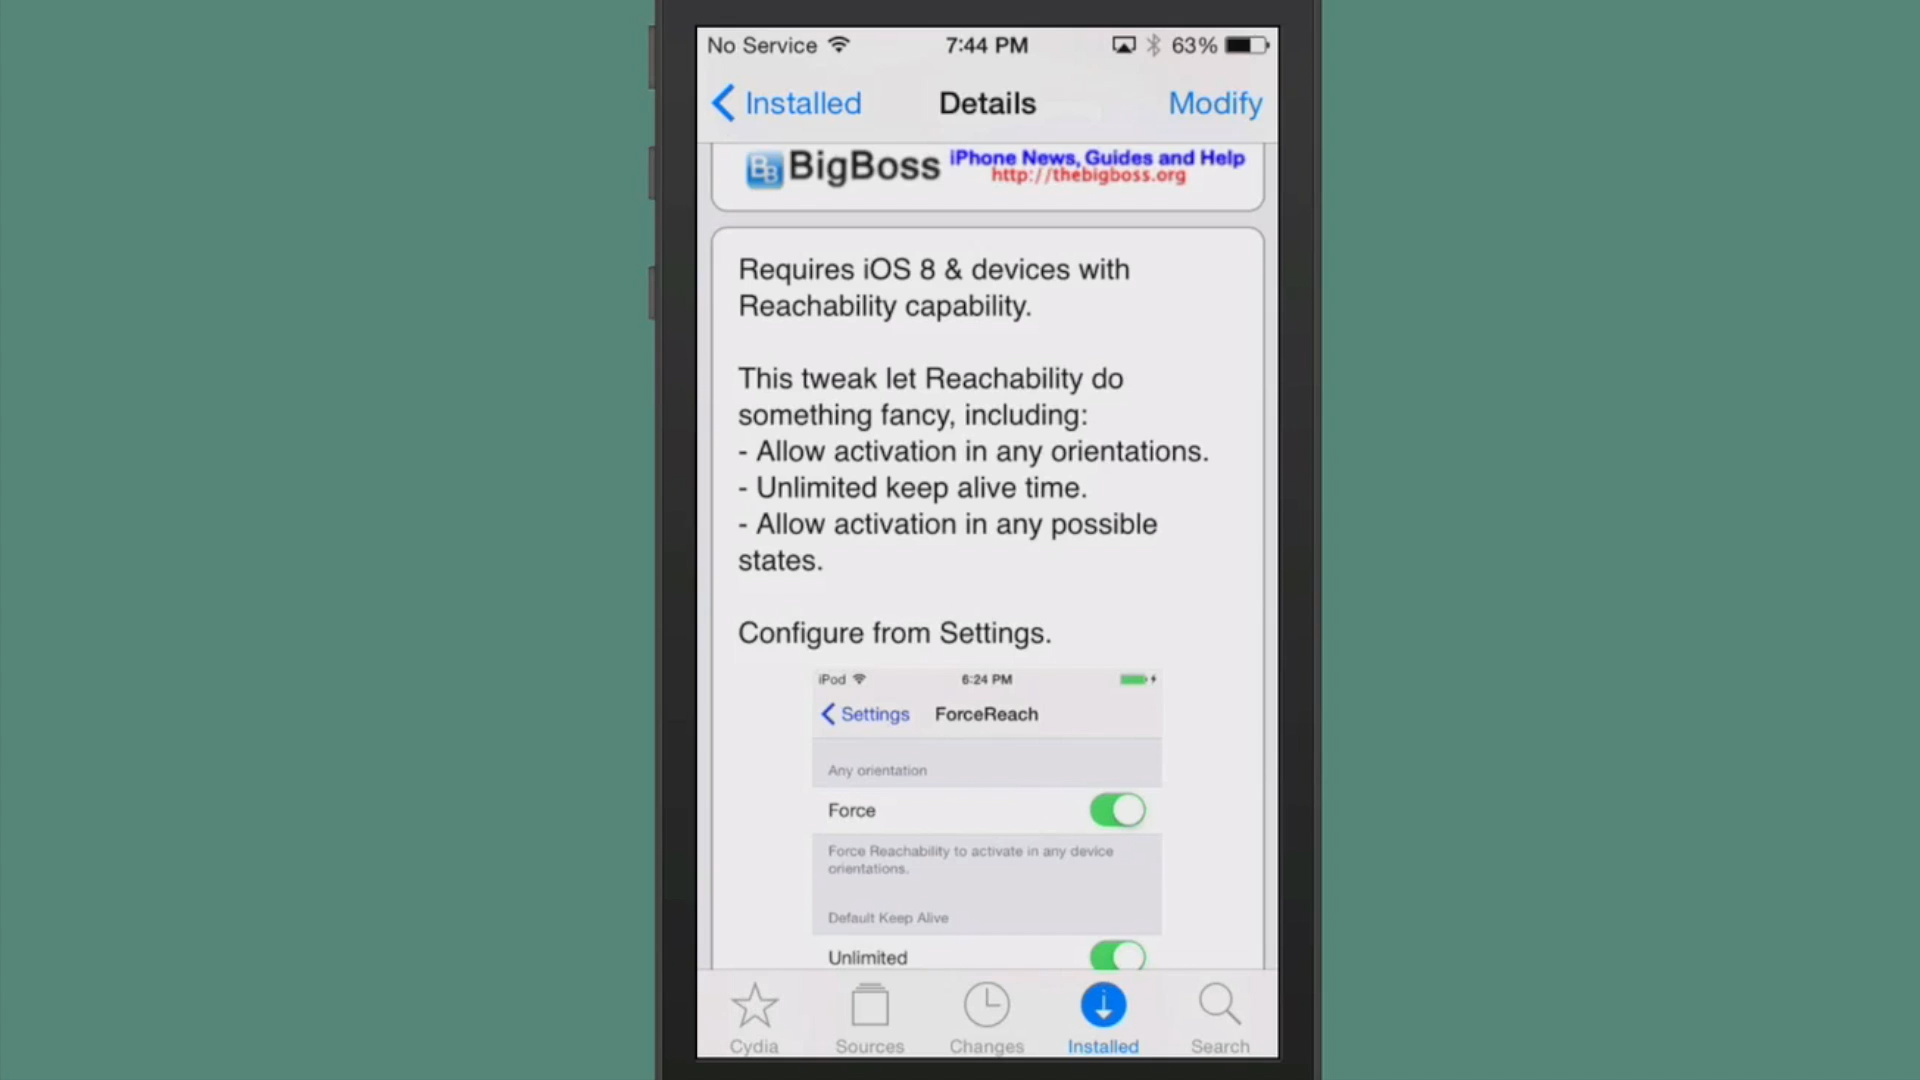 No Service 7:44 PM 63%
Installed Details Modify
BB BigBoss iPhone News, Guides and Help
http://thebigboss.org
Requires iOS 8 & devices with
Reachability capability.
This tweak let Reachability do
something fancy, including:
- Allow activation in any orientations.
- Unlimited keep alive time.
- Allow activation in any possible
states.
Configure from Settings.
iPod 6:24 PM
Settings ForceReach
Any orientation
Force
Force Reachability to activate in any device
orientations.
Default Keep Alive
Unlimited
Cydia Sources Changes Installed Search